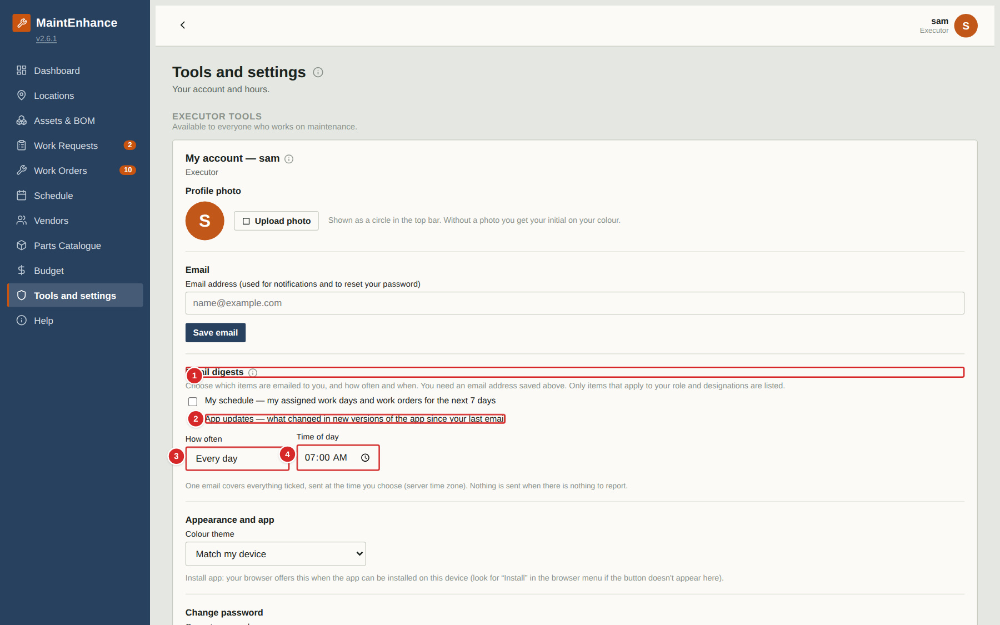 MaintEnhance
v2.6.1
Dashboard
Locations
Assets & BOM
Work Requests 2
Work Orders 10
Schedule
Vendors
Parts Catalogue
Budget
Tools and settings
Help
sam
Executor
S
Tools and settings
Your account and hours.
EXECUTOR TOOLS
Available to everyone who works on maintenance.
My account — sam
Executor
Profile photo
S
Upload photo
Shown as a circle in the top bar. Without a photo you get your initial on your colour.
Email
Email address (used for notifications and to reset your password)
name@example.com
Save email
1 ail digests
Choose which items are emailed to you, and how often and when. You need an email address saved above. Only items that apply to your role and designations are listed.
My schedule — my assigned work days and work orders for the next 7 days
2 App updates — what changed in new versions of the app since your last email
How often
Time of day
3 Every day
4 07:00 AM
One email covers everything ticked, sent at the time you choose (server time zone). Nothing is sent when there is nothing to report.
Appearance and app
Colour theme
Match my device
Install app: your browser offers this when the app can be installed on this device (look for “Install” in the browser menu if the button doesn't appear here).
Change password